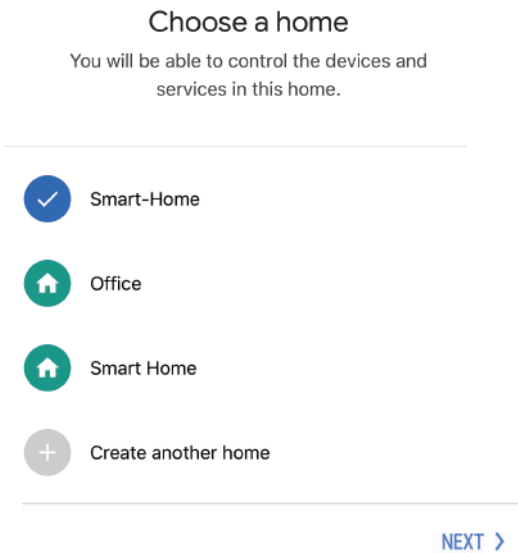 Choose a home
You will be able to control the devices and
services in this home.
Smart-Home
Office
Smart Home
Create another home
NEXT